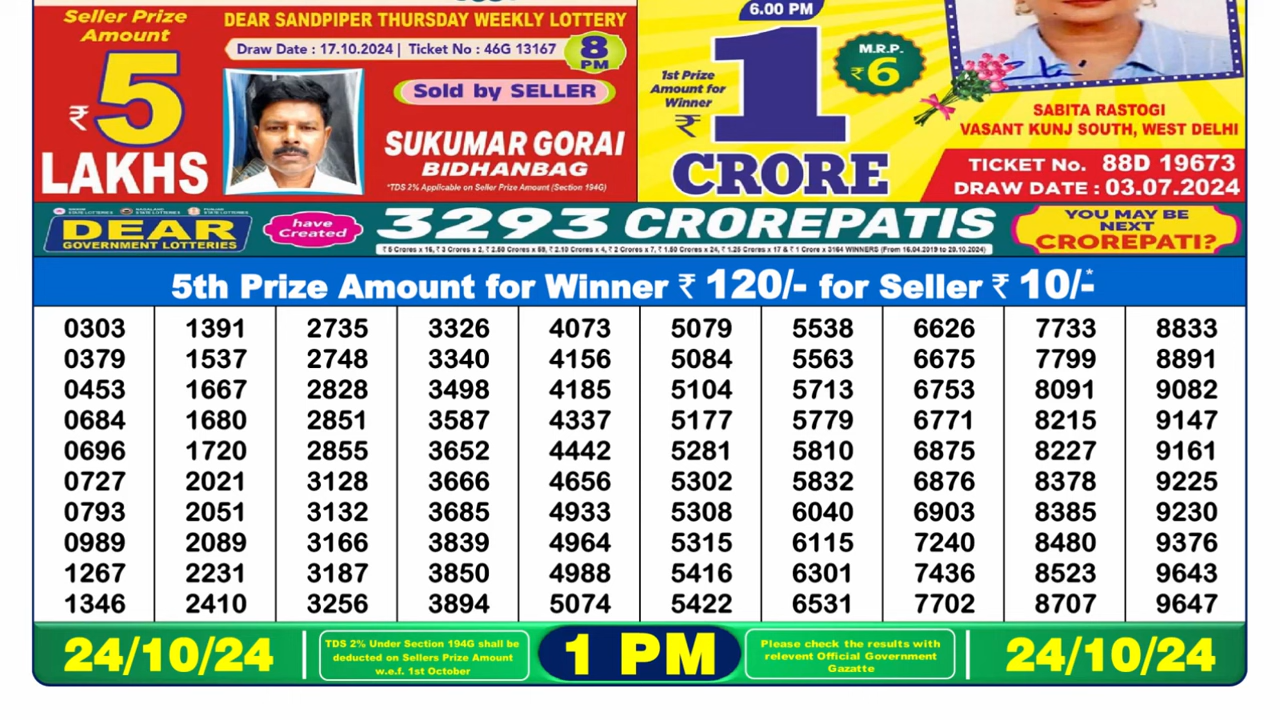 Seller Prize
Amount
₹5
LAKHS
DEAR SANDPIPER THURSDAY WEEKLY LOTTERY
Draw Date : 17.10.2024 | Ticket No : 46G 13167
8
PM
Sold by SELLER
SUKUMAR GORAI
BIDHANBAG
*TDS 2% Applicable on Seller Prize Amount (Section 194G)
6.00 PM
1st Prize
Amount for
Winner
₹
1
CRORE
M.R.P.
₹6
SABITA RASTOGI
VASANT KUNJ SOUTH, WEST DELHI
TICKET No. 88D 19673
DRAW DATE : 03.07.2024
DEAR
GOVERNMENT LOTTERIES
have
Created
3293 CROREPATIS
YOU MAY BE
NEXT
CROREPATI?
5th Prize Amount for Winner ₹ 120/- for Seller ₹ 10/-*
0303 1391 2735 3326 4073 5079 5538 6626 7733 8833
0379 1537 2748 3340 4156 5084 5563 6675 7799 8891
0453 1667 2828 3498 4185 5104 5713 6753 8091 9082
0684 1680 2851 3587 4337 5177 5779 6771 8215 9147
0696 1720 2855 3652 4442 5281 5810 6875 8227 9161
0727 2021 3128 3666 4656 5302 5832 6876 8378 9225
0793 2051 3132 3685 4933 5308 6040 6903 8385 9230
0989 2089 3166 3839 4964 5315 6115 7240 8480 9376
1267 2231 3187 3850 4988 5416 6301 7436 8523 9643
1346 2410 3256 3894 5074 5422 6531 7702 8707 9647
24/10/24
TDS 2% Under Section 194G shall be
deducted on Sellers Prize Amount
w.e.f. 1st October
1 PM
Please check the results with
relevent Official Government
Gazatte
24/10/24